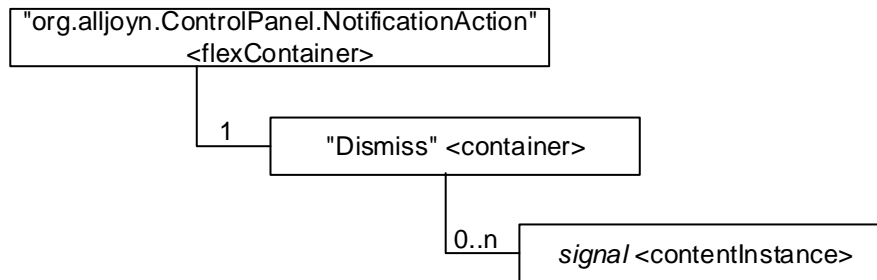 "org.alljoyn.ControlPanel.NotificationAction"
<flexContainer>
1
"Dismiss" <container>
0..n
signal <contentInstance>